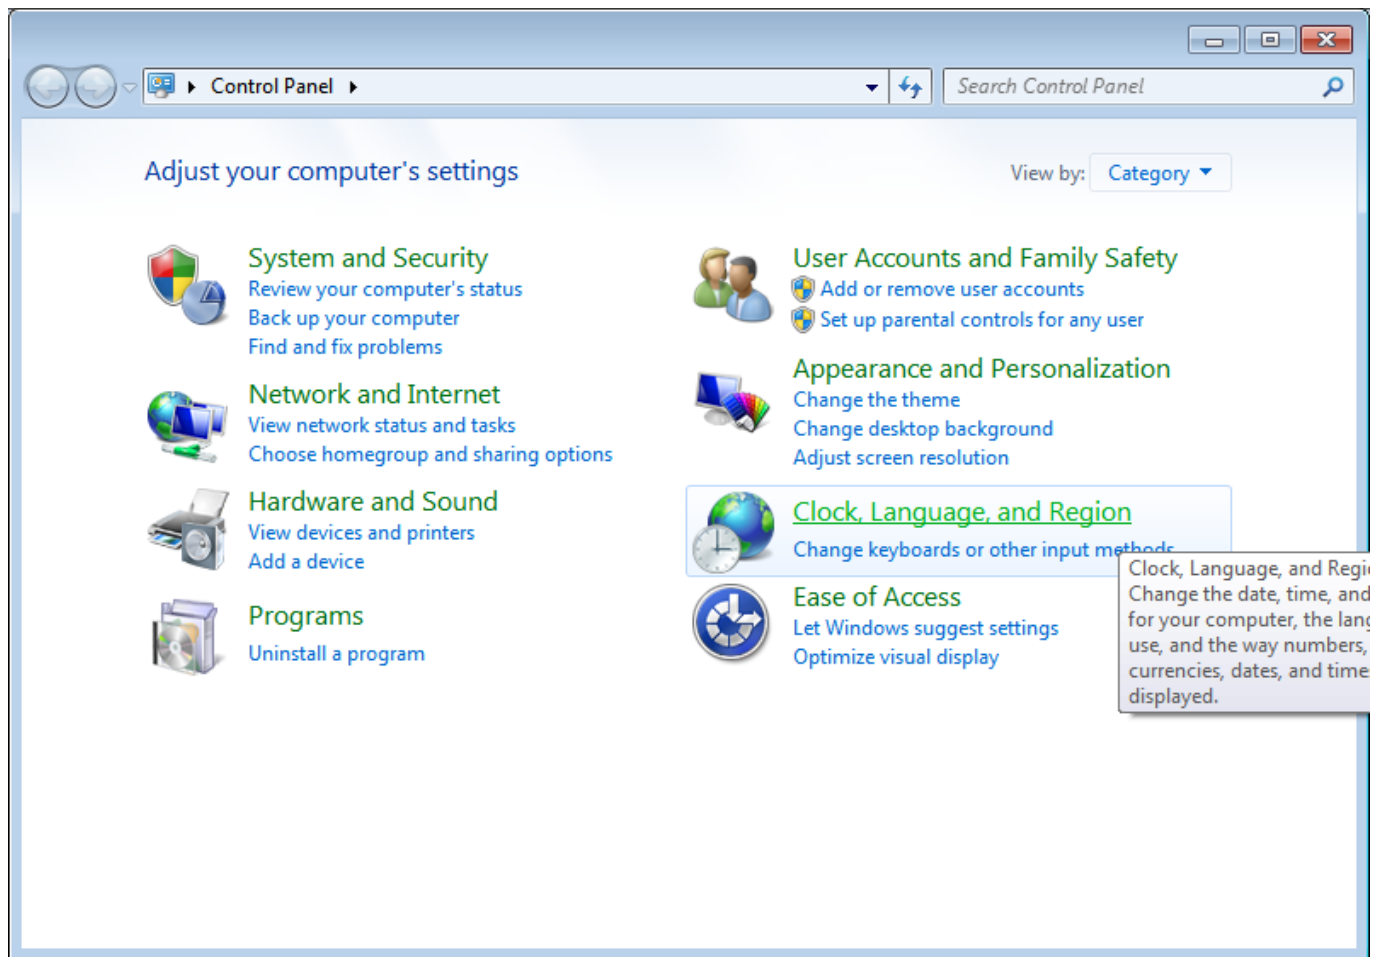 Control Panel
Search Control Panel
Adjust your computer's settings
View by: Category
System and Security
Review your computer's status
Back up your computer
Find and fix problems
Network and Internet
View network status and tasks
Choose homegroup and sharing options
Hardware and Sound
View devices and printers
Add a device
Programs
Uninstall a program
User Accounts and Family Safety
Add or remove user accounts
Set up parental controls for any user
Appearance and Personalization
Change the theme
Change desktop background
Adjust screen resolution
Clock, Language, and Region
Change keyboards or other input methods
Ease of Access
Let Windows suggest settings
Optimize visual display
Clock, Language, and Regi
Change the date, time, and
for your computer, the lang
use, and the way numbers,
currencies, dates, and time
displayed.